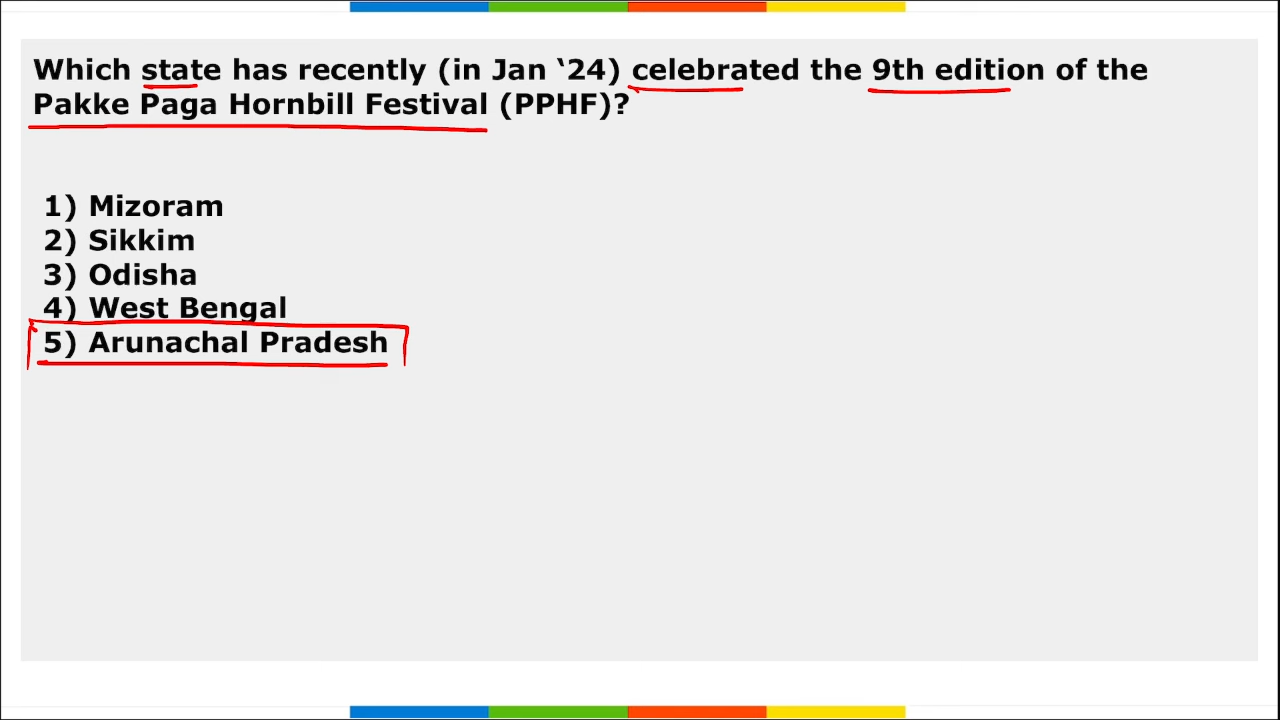 Which state has recently (in Jan ‘24) celebrated the 9th edition of the
Pakke Paga Hornbill Festival (PPHF)?
1) Mizoram
2) Sikkim
3) Odisha
4) West Bengal
5) Arunachal Pradesh